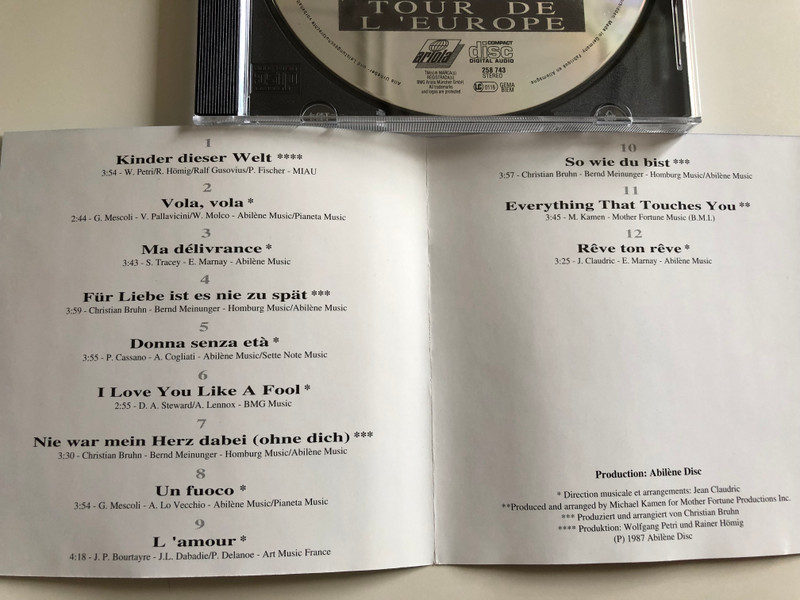 TOUR DE
L 'EUROPE
ariola
COMPACT
disc
DIGITAL AUDIO
258 743
STEREO
LC 0116
GEMA
BIEM
1
Kinder dieser Welt ****
3:54 - W. Petri/R. Hömig/Ralf Gusovius/P. Fischer - MIAU
2
Vola, vola *
2:44 - G. Mescoli - V. Pallavicini/W. Molco - Abilène Music/Pianeta Music
3
Ma délivrance *
3:43 - S. Tracey - E. Marnay - Abilène Music
4
Für Liebe ist es nie zu spät ***
3:59 - Christian Bruhn - Bernd Meinunger - Homburg Music/Abilène Music
5
Donna senza età *
3:55 - P. Cassano - A. Cogliati - Abilène Music/Sette Note Music
6
I Love You Like A Fool *
2:55 - D. A. Steward/A. Lennox - BMG Music
7
Nie war mein Herz dabei (ohne dich) ***
3:30 - Christian Bruhn - Bernd Meinunger - Homburg Music/Abilène Music
8
Un fuoco *
3:54 - G. Mescoli - A. Lo Vecchio - Abilène Music/Pianeta Music
9
L 'amour *
4:18 - J. P. Bourtayre - J.L. Dabadie/P. Delanoe - Art Music France
10
So wie du bist ***
3:57 - Christian Bruhn - Bernd Meinunger - Homburg Music/Abilène Music
11
Everything That Touches You **
3:45 - M. Kamen - Mother Fortune Music (B.M.I.)
12
Rêve ton rêve *
3:25 - J. Claudric - E. Marnay - Abilène Music
Production: Abilène Disc
* Direction musicale et arrangements: Jean Claudric
**Produced and arranged by Michael Kamen for Mother Fortune Productions Inc.
*** Produziert und arrangiert von Christian Bruhn
**** Produktion: Wolfgang Petri und Rainer Hömig
(P) 1987 Abilène Disc